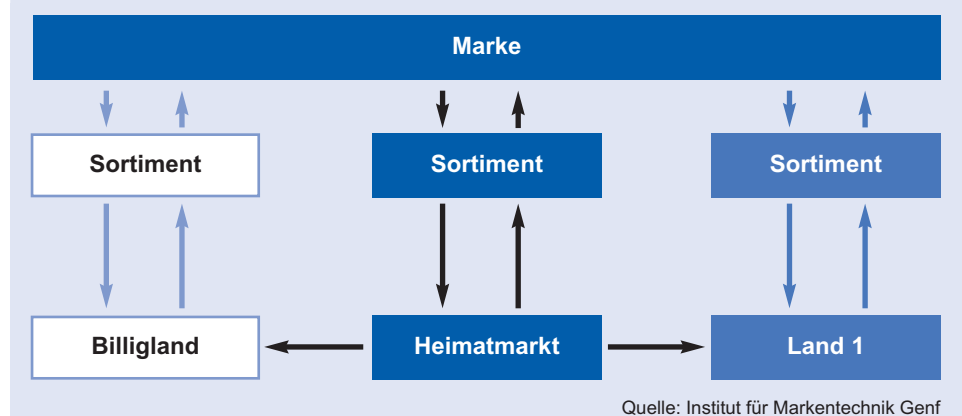 Marke
Sortiment
Sortiment
Sortiment
Billigland
Heimatmarkt
Land 1
Quelle: Institut für Markentechnik Genf